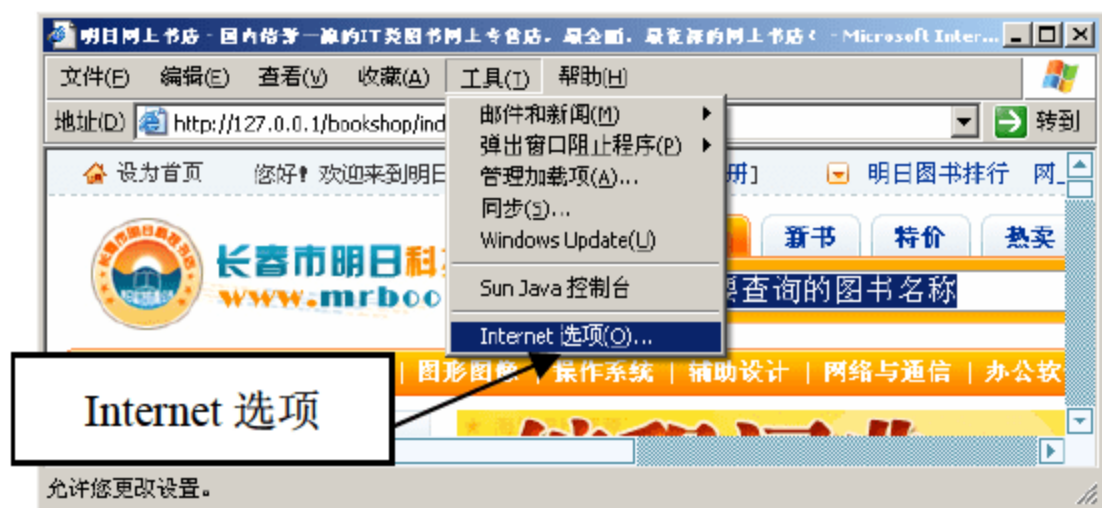 明日网上书店 - 国内恪守一流的IT类图书网上专营店。最全面、最 的网上书店 - Microsoft Inter...
文件(F) 编辑(E) 查看(V) 收藏(A) 工具(T) 帮助(H)
地址(D) http://127.0.0.1/bookshop/ind 转到
邮件和新闻(M)
弹出窗口阻止程序(P)
管理加载项(A)...
同步(S)...
Windows Update(U)
Sun Java 控制台
Internet 选项(O)...
设为首页 您好! 欢迎来到明日 册] 明日图书排行 网
新书 特价 热卖
长春市明日科
www.mrboo
要查询的图书名称
| 图形图像 | 操作系统 | 辅助设计 | 网络与通信 | 办公软
Internet 选项
允许您更改设置。